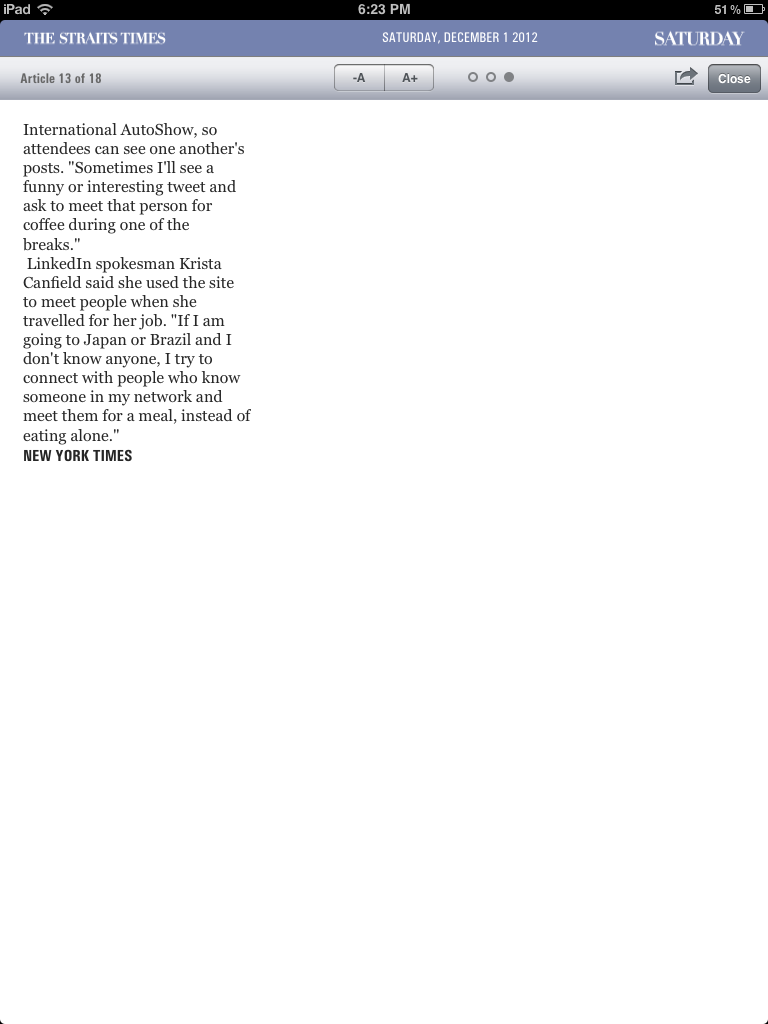 iPad 6:23 PM 51 %
THE STRAITS TIMES SATURDAY, DECEMBER 1 2012 SATURDAY
Article 13 of 18 -A A+ Close
International AutoShow, so
attendees can see one another's
posts. "Sometimes I'll see a
funny or interesting tweet and
ask to meet that person for
coffee during one of the
breaks."
LinkedIn spokesman Krista
Canfield said she used the site
to meet people when she
travelled for her job. "If I am
going to Japan or Brazil and I
don't know anyone, I try to
connect with people who know
someone in my network and
meet them for a meal, instead of
eating alone."
NEW YORK TIMES